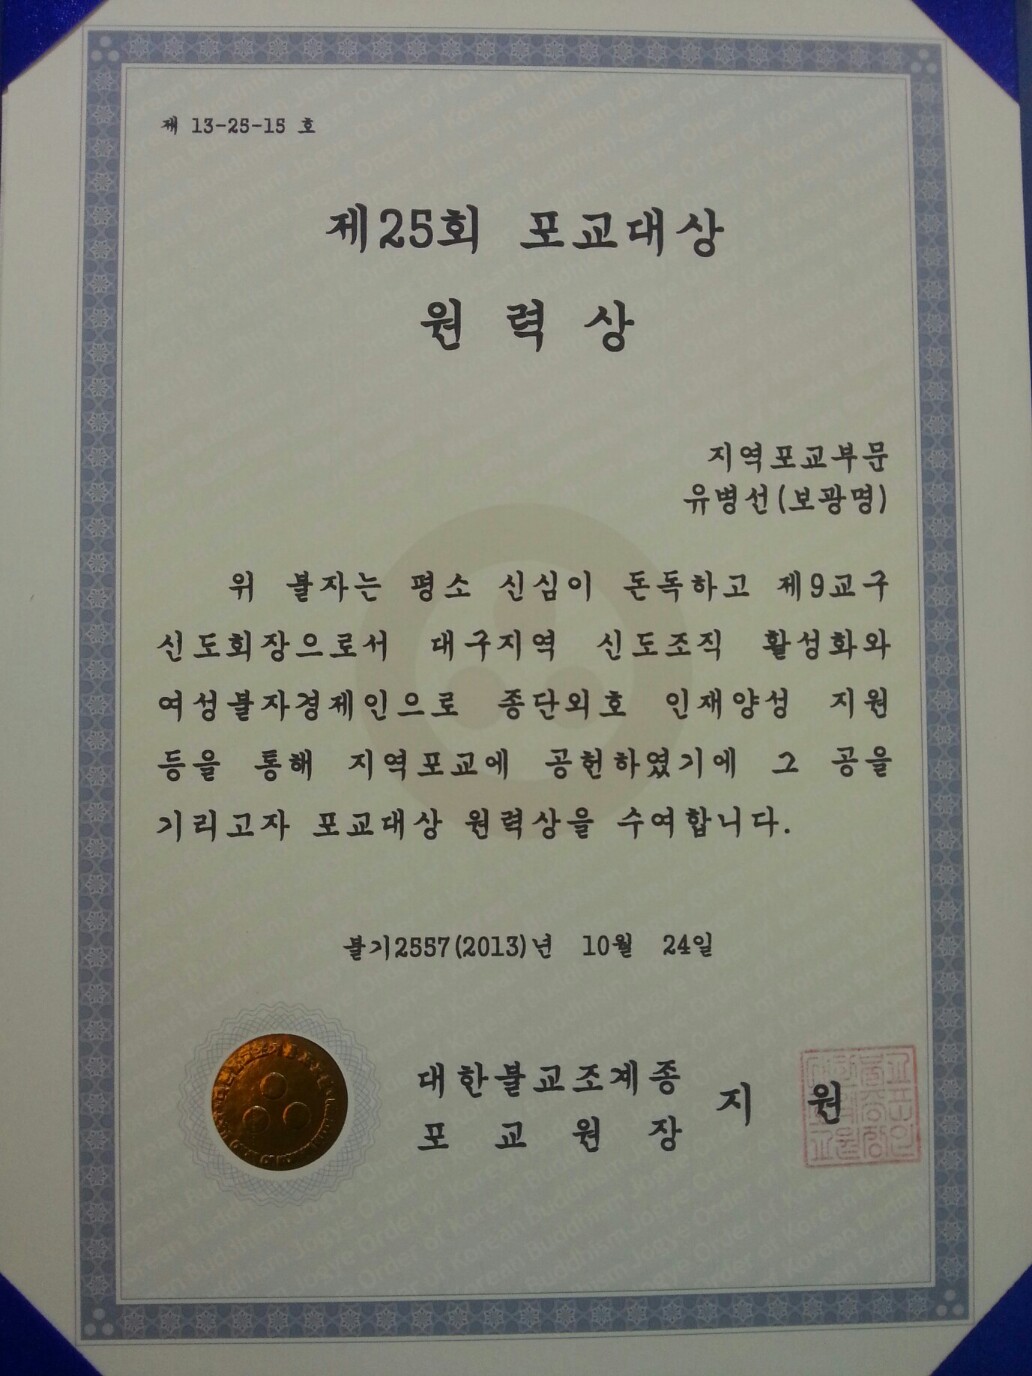 제 13-25-15 호
제25회 포교대상
원력상
지역포교부문
유병선(보광명)
위 불자는 평소 신심이 돈독하고 제9교구
신도회장으로서 대구지역 신도조직 활성화와
여성불자경제인으로 종단외호 인재양성 지원
등을 통해 지역포교에 공헌하였기에 그 공을
기리고자 포교대상 원력상을 수여합니다.
불기2557(2013)년 10월 24일
대한불교조계종
포교원장 지원